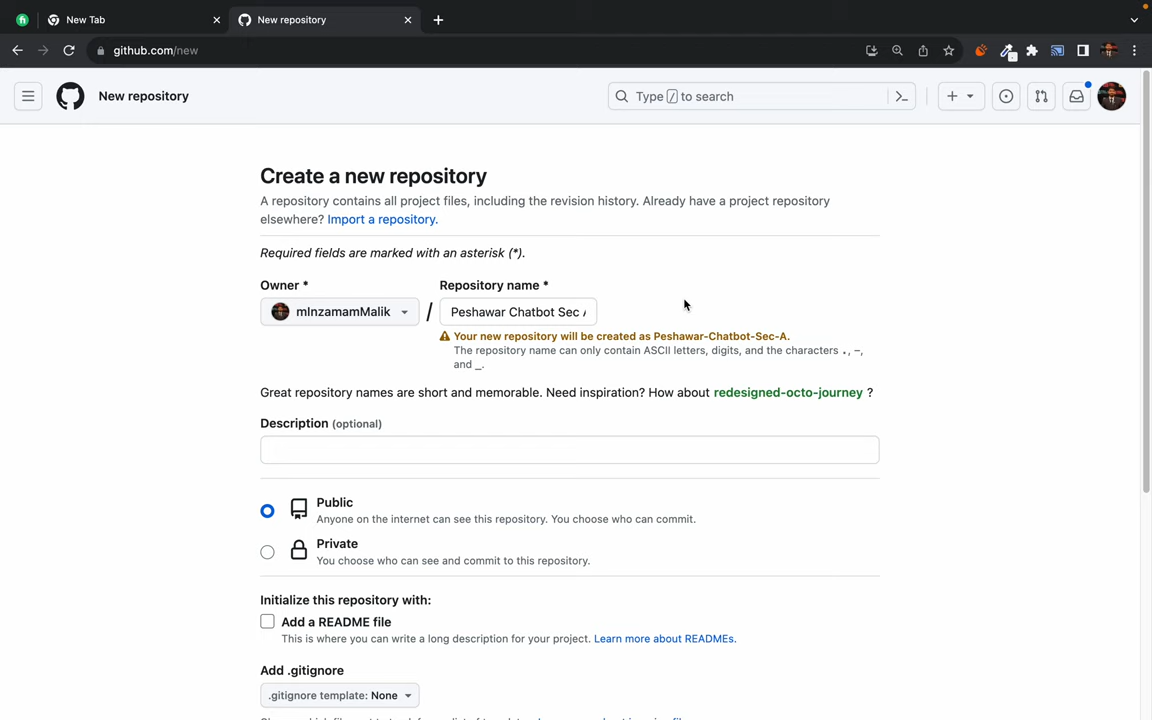 New Tab
New repository
github.com/new
New repository
Type / to search
Create a new repository
A repository contains all project files, including the revision history. Already have a project repository
elsewhere? Import a repository.
Required fields are marked with an asterisk (*).
Owner * Repository name *
mInzamamMalik / Peshawar Chatbot Sec
Your new repository will be created as Peshawar-Chatbot-Sec-A.
The repository name can only contain ASCII letters, digits, and the characters ., -,
and _.
Great repository names are short and memorable. Need inspiration? How about redesigned-octo-journey ?
Description (optional)
Public
Anyone on the internet can see this repository. You choose who can commit.
Private
You choose who can see and commit to this repository.
Initialize this repository with:
Add a README file
This is where you can write a long description for your project. Learn more about READMEs.
Add .gitignore
.gitignore template: None